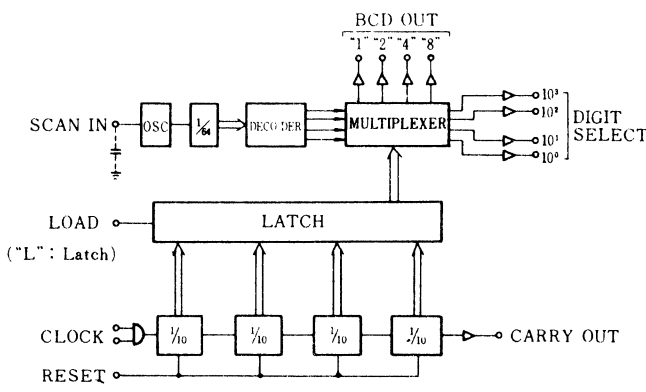 BCD OUT
"1" "2" "4" "8"
10³
10²
10¹
10⁰
DIGIT
SELECT
SCAN IN
OSC
1/64
DECODER
MULTIPLEXER
LOAD
("L" : Latch)
LATCH
CLOCK
1/10
1/10
1/10
1/10
CARRY OUT
RESET